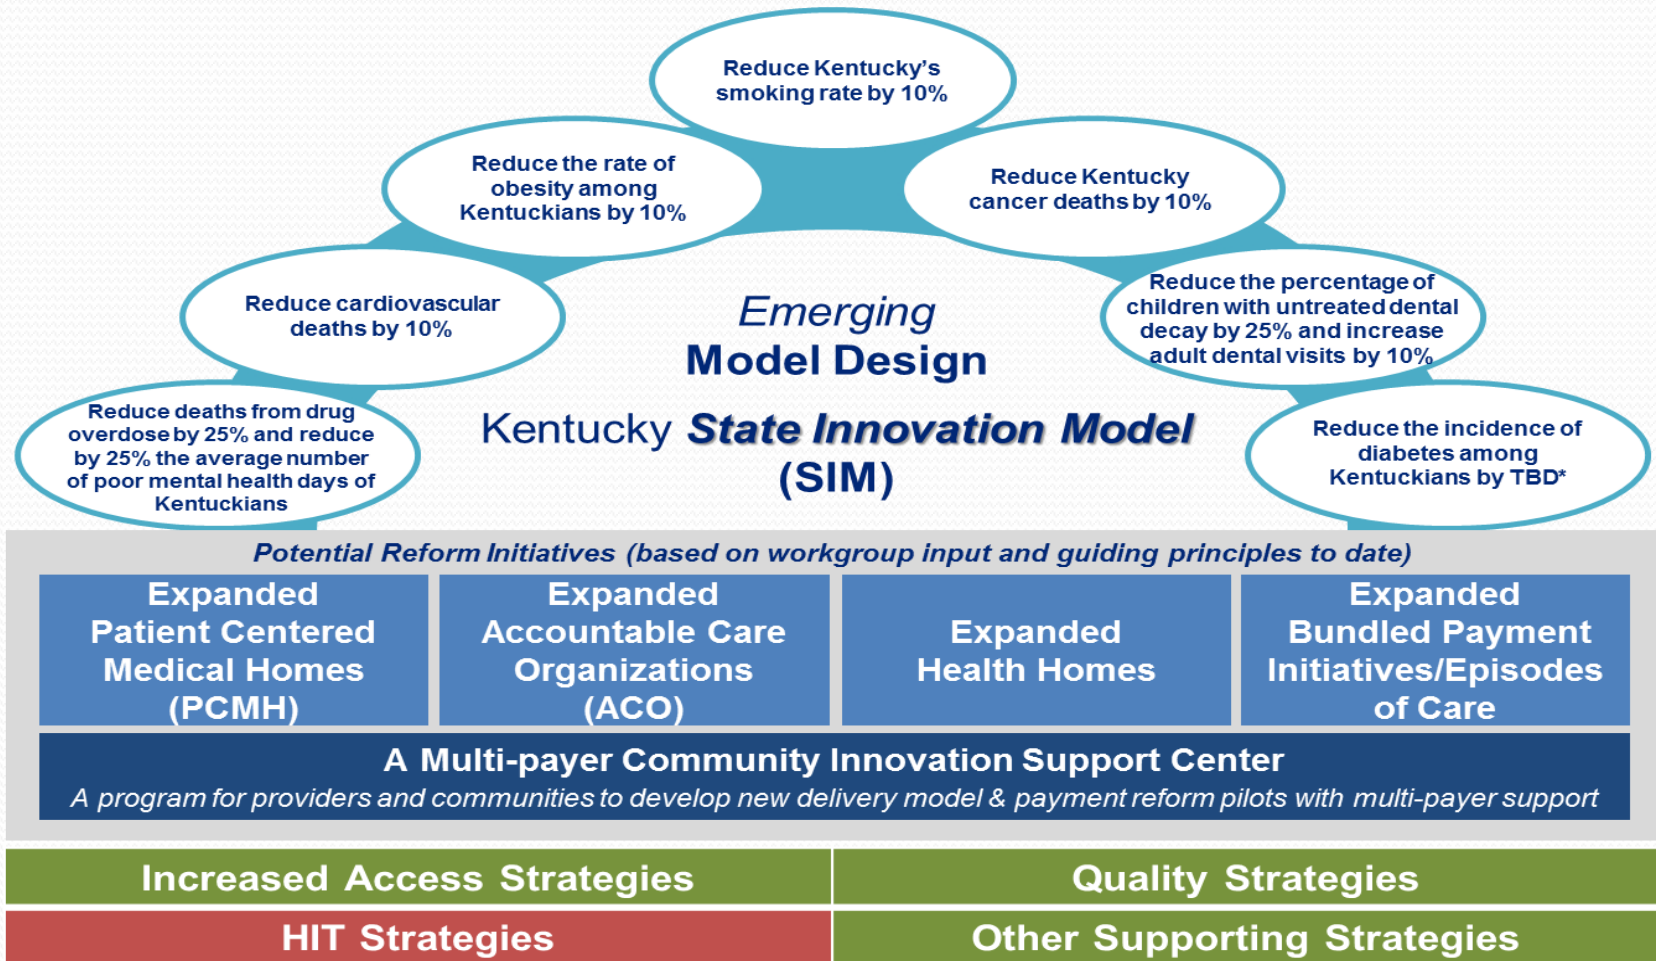 Reduce Kentucky’s
smoking rate by 10%
Reduce the rate of
obesity among
Kentuckians by 10%
Reduce Kentucky
cancer deaths by 10%
Reduce cardiovascular
deaths by 10%
Reduce the percentage of
children with untreated dental
decay by 25% and increase
adult dental visits by 10%
Reduce deaths from drug
overdose by 25% and reduce
by 25% the average number
of poor mental health days of
Kentuckians
Reduce the incidence of
diabetes among
Kentuckians by TBD*
Emerging
Model Design
Kentucky State Innovation Model
(SIM)
Potential Reform Initiatives (based on workgroup input and guiding principles to date)
Expanded
Patient Centered
Medical Homes
(PCMH)
Expanded
Accountable Care
Organizations
(ACO)
Expanded
Health Homes
Expanded
Bundled Payment
Initiatives/Episodes
of Care
A Multi-payer Community Innovation Support Center
A program for providers and communities to develop new delivery model & payment reform pilots with multi-payer support
Increased Access Strategies
Quality Strategies
HIT Strategies
Other Supporting Strategies